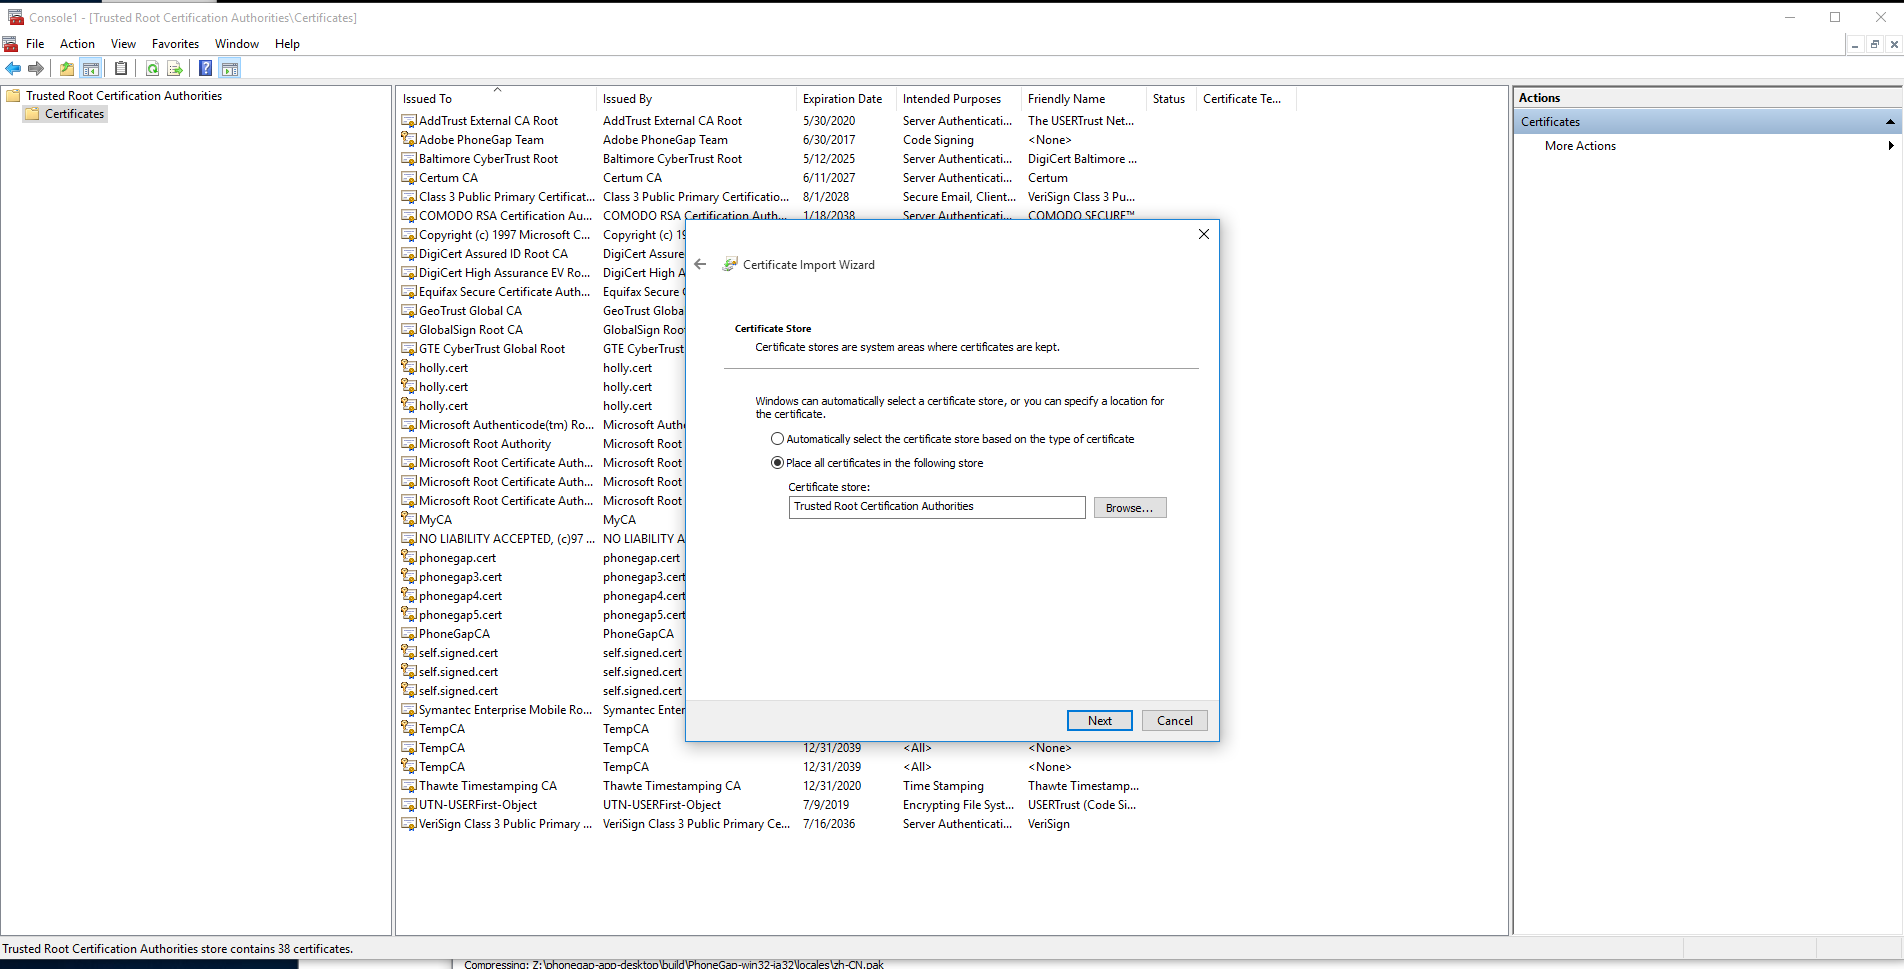 Console1 - [Trusted Root Certification Authorities\Certificates]
File Action View Favorites Window Help
Trusted Root Certification Authorities
Certificates
Issued To Issued By Expiration Date Intended Purposes Friendly Name Status Certificate Te...
AddTrust External CA Root AddTrust External CA Root 5/30/2020 Server Authenticati... The USERTrust Net...
Adobe PhoneGap Team Adobe PhoneGap Team 6/30/2017 Code Signing <None>
Baltimore CyberTrust Root Baltimore CyberTrust Root 5/12/2025 Server Authenticati... DigiCert Baltimore ...
Certum CA Certum CA 6/11/2027 Server Authenticati... Certum
Class 3 Public Primary Certificat... Class 3 Public Primary Certificatio... 8/1/2028 Secure Email, Client... VeriSign Class 3 Pu...
COMODO RSA Certification Au... COMODO RSA Certification Auth... 1/18/2038 Server Authenticati... COMODO SECURE™
Copyright (c) 1997 Microsoft C... Copyright (c) 19
DigiCert Assured ID Root CA DigiCert Assure
DigiCert High Assurance EV Ro... DigiCert High A
Equifax Secure Certificate Auth... Equifax Secure
GeoTrust Global CA GeoTrust Globa
GlobalSign Root CA GlobalSign Roo
GTE CyberTrust Global Root GTE CyberTrust
holly.cert holly.cert
holly.cert holly.cert
holly.cert holly.cert
Microsoft Authenticode(tm) Ro... Microsoft Authe
Microsoft Root Authority Microsoft Root
Microsoft Root Certificate Auth... Microsoft Root
Microsoft Root Certificate Auth... Microsoft Root
Microsoft Root Certificate Auth... Microsoft Root
MyCA MyCA
NO LIABILITY ACCEPTED, (c)97 ... NO LIABILITY A
phonegap.cert phonegap.cert
phonegap3.cert phonegap3.cert
phonegap4.cert phonegap4.cert
phonegap5.cert phonegap5.cert
PhoneGapCA PhoneGapCA
self.signed.cert self.signed.cert
self.signed.cert self.signed.cert
self.signed.cert self.signed.cert
Symantec Enterprise Mobile Ro... Symantec Enter
TempCA TempCA
TempCA TempCA 12/31/2039 <All> <None>
TempCA TempCA 12/31/2039 <All> <None>
Thawte Timestamping CA Thawte Timestamping CA 12/31/2020 Time Stamping Thawte Timestamp...
UTN-USERFirst-Object UTN-USERFirst-Object 7/9/2019 Encrypting File Syst... USERTrust (Code Si...
VeriSign Class 3 Public Primary ... VeriSign Class 3 Public Primary Ce... 7/16/2036 Server Authenticati... VeriSign
Certificate Import Wizard
Certificate Store
Certificate stores are system areas where certificates are kept.
Windows can automatically select a certificate store, or you can specify a location for
the certificate.
Automatically select the certificate store based on the type of certificate
Place all certificates in the following store
Certificate store:
Trusted Root Certification Authorities Browse...
Next Cancel
Actions
Certificates
More Actions
Trusted Root Certification Authorities store contains 38 certificates.
Compressing: Z:\phonegap-app-desktop\build\PhoneGap-win32-ia32\locales\zh-CN.pak